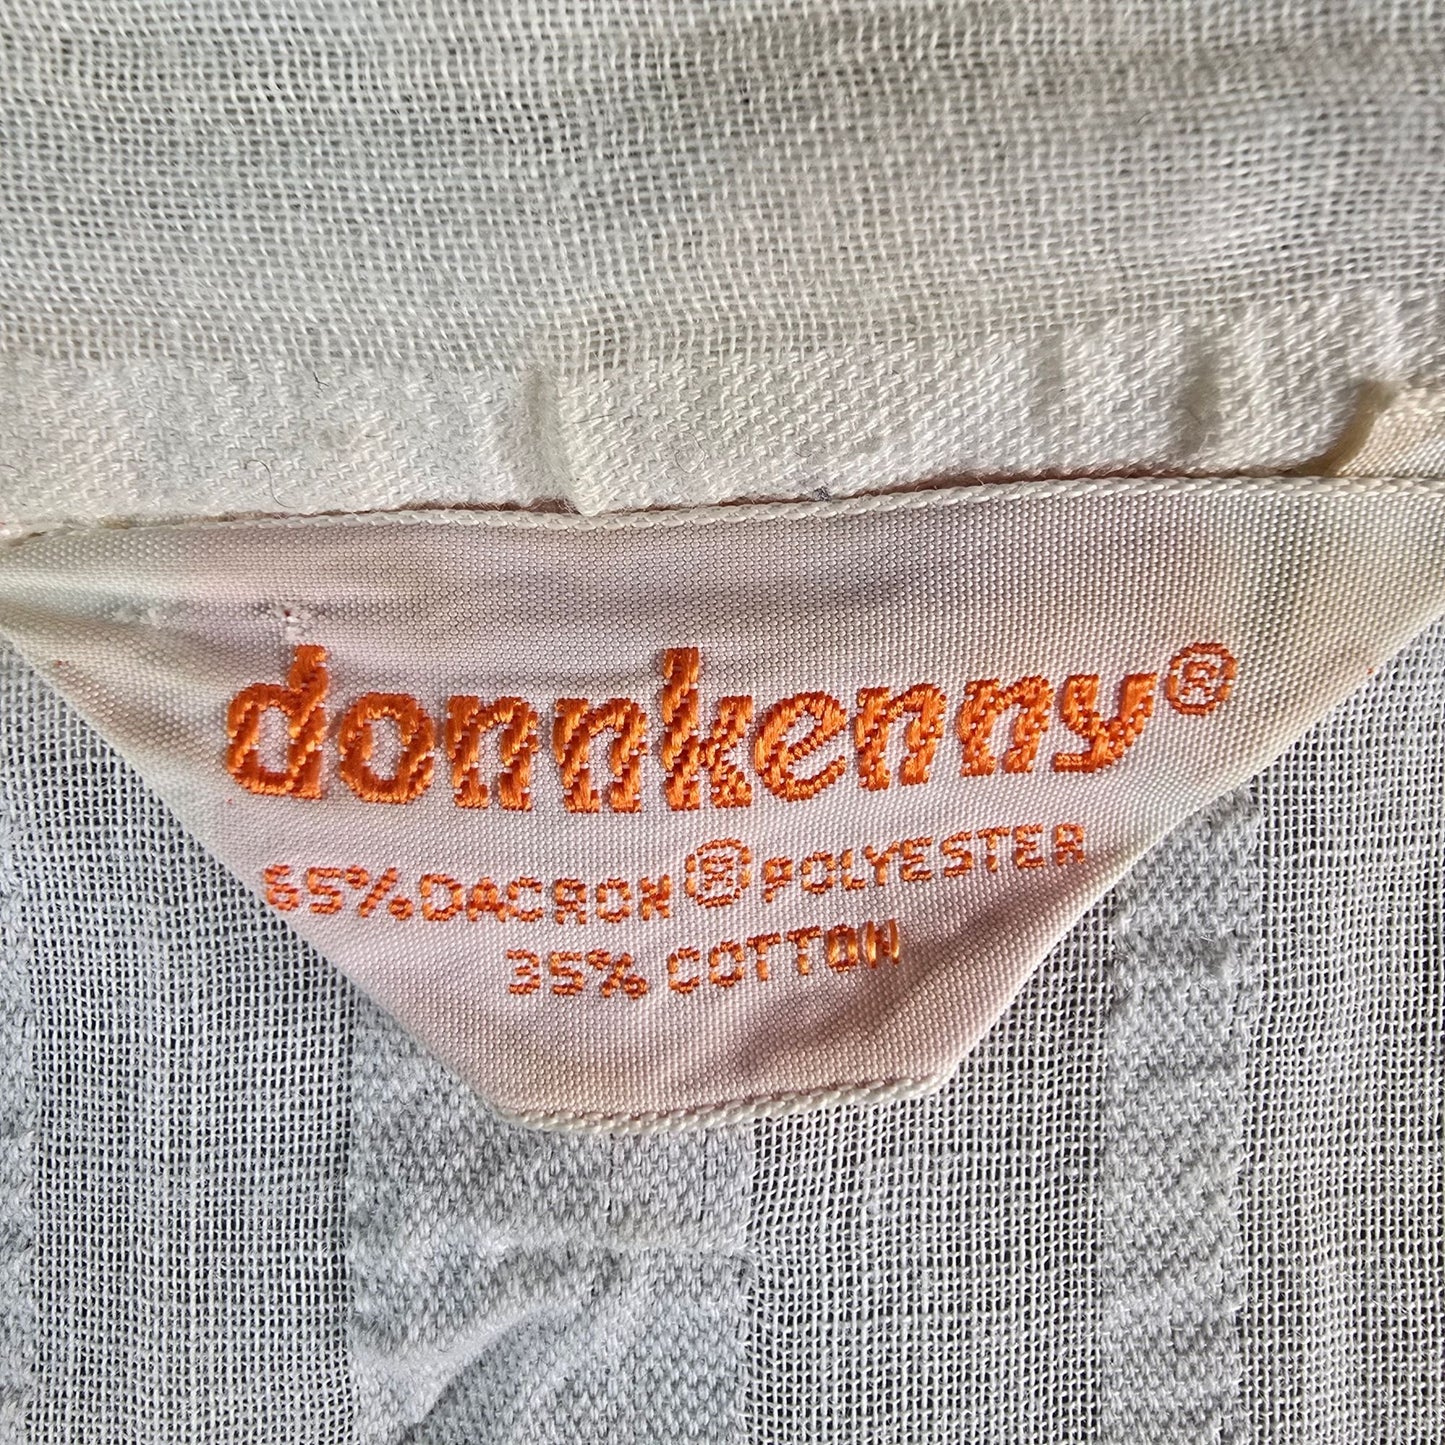 donnkenny®
65% DACRON® POLYESTER
35% COTTON